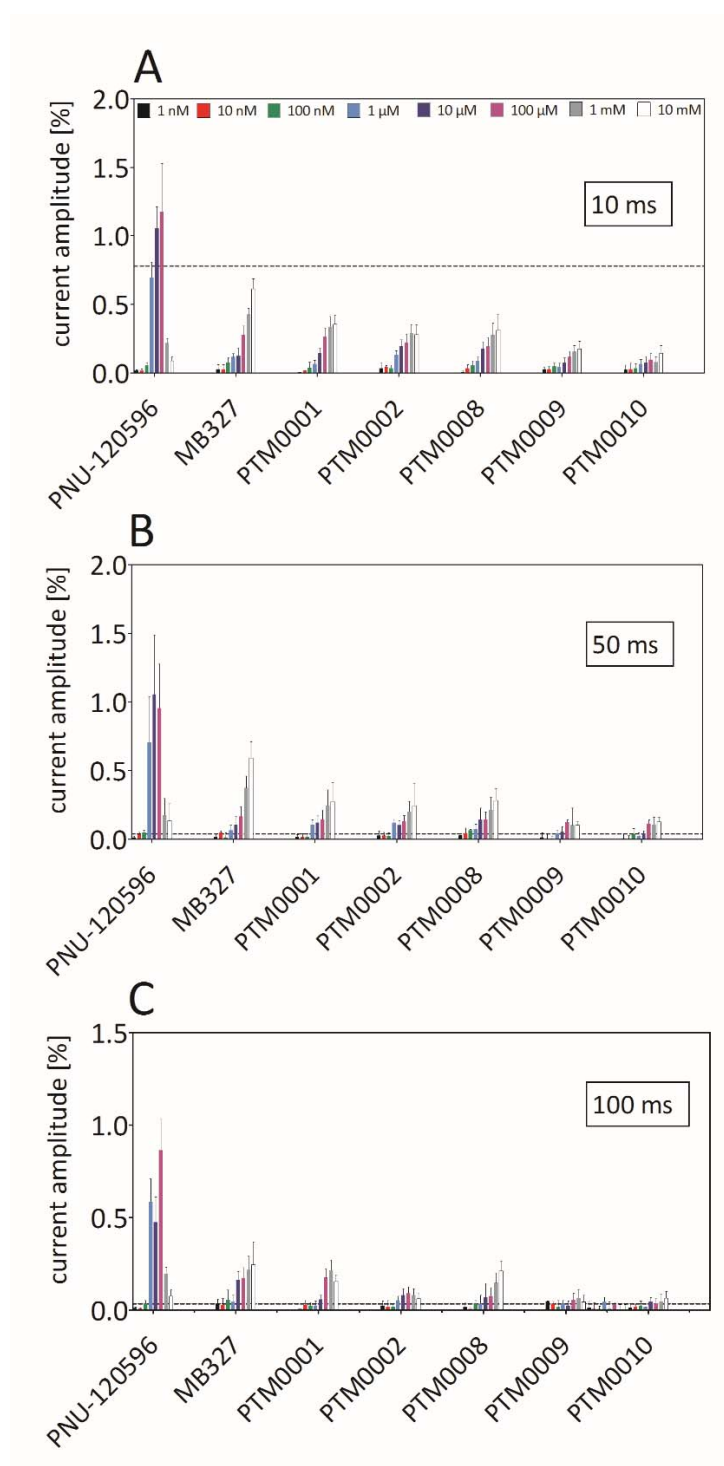 A
2.0
1 nM 10 nM 100 nM 1 µM 10 µM 100 µM 1 mM 10 mM
1.5
10 ms
1.0
0.5
0.0
current amplitude [%]
PNU-120596 MB327 PTM0001 PTM0002 PTM0008 PTM0009 PTM0010
B
2.0
1.5
50 ms
1.0
0.5
0.0
current amplitude [%]
PNU-120596 MB327 PTM0001 PTM0002 PTM0008 PTM0009 PTM0010
C
1.5
100 ms
1.0
0.5
0.0
current amplitude [%]
PNU-120596 MB327 PTM0001 PTM0002 PTM0008 PTM0009 PTM0010